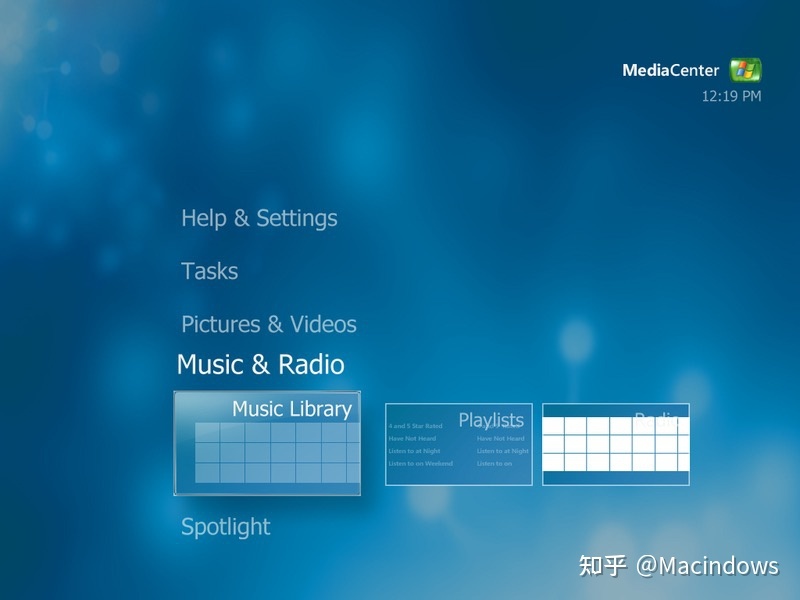 MediaCenter
12:19 PM
Help & Settings
Tasks
Pictures & Videos
Music & Radio
Music Library
Playlists
4 and 5 Star Rated
Have Not Heard
Have Not Heard
Listen to at Night
Listen to at Night
Listen to on Weekend
Listen to on
Radio
Spotlight
知乎 @Macindows